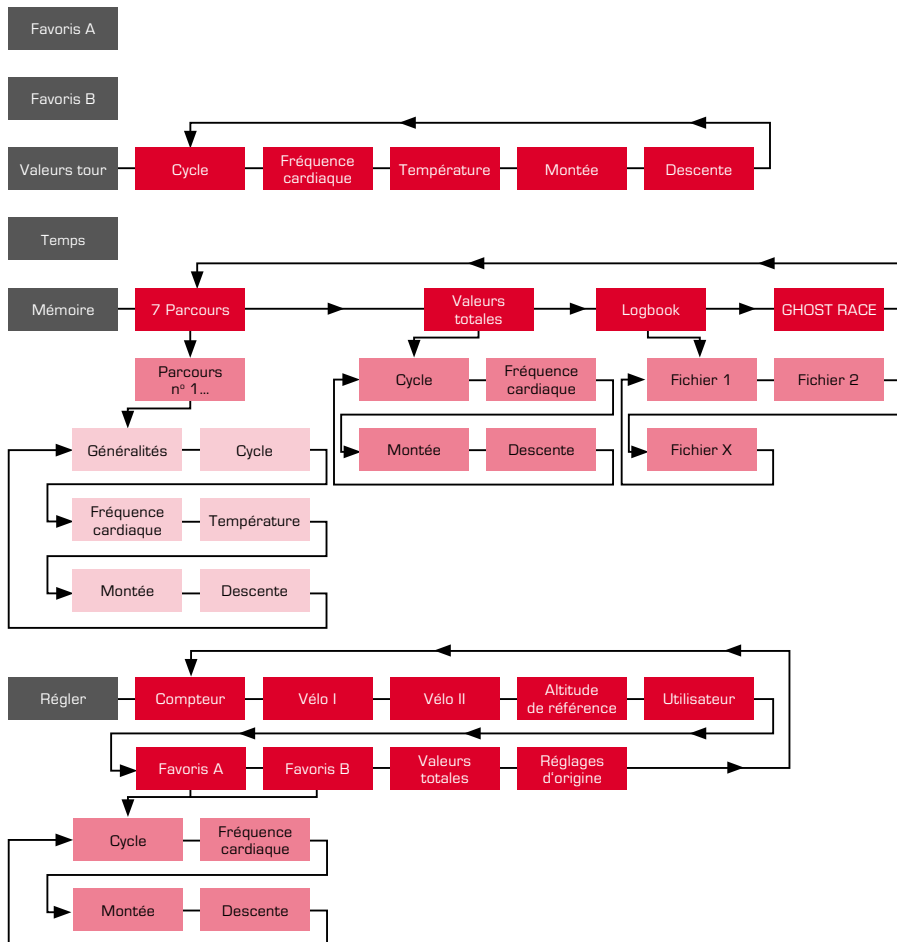 Favoris A
Favoris B
Valeurs tour
Cycle
Fréquence
cardiaque
Température
Montée
Descente
Temps
Mémoire
7 Parcours
Valeurs
totales
Logbook
GHOST RACE
Parcours
nº 1...
Cycle
Fréquence
cardiaque
Fichier 1
Fichier 2
Généralités
Cycle
Montée
Descente
Fichier X
Fréquence
cardiaque
Température
Montée
Descente
Régler
Compteur
Vélo I
Vélo II
Altitude
de référence
Utilisateur
Favoris A
Favoris B
Valeurs
totales
Réglages
d'origine
Cycle
Fréquence
cardiaque
Montée
Descente